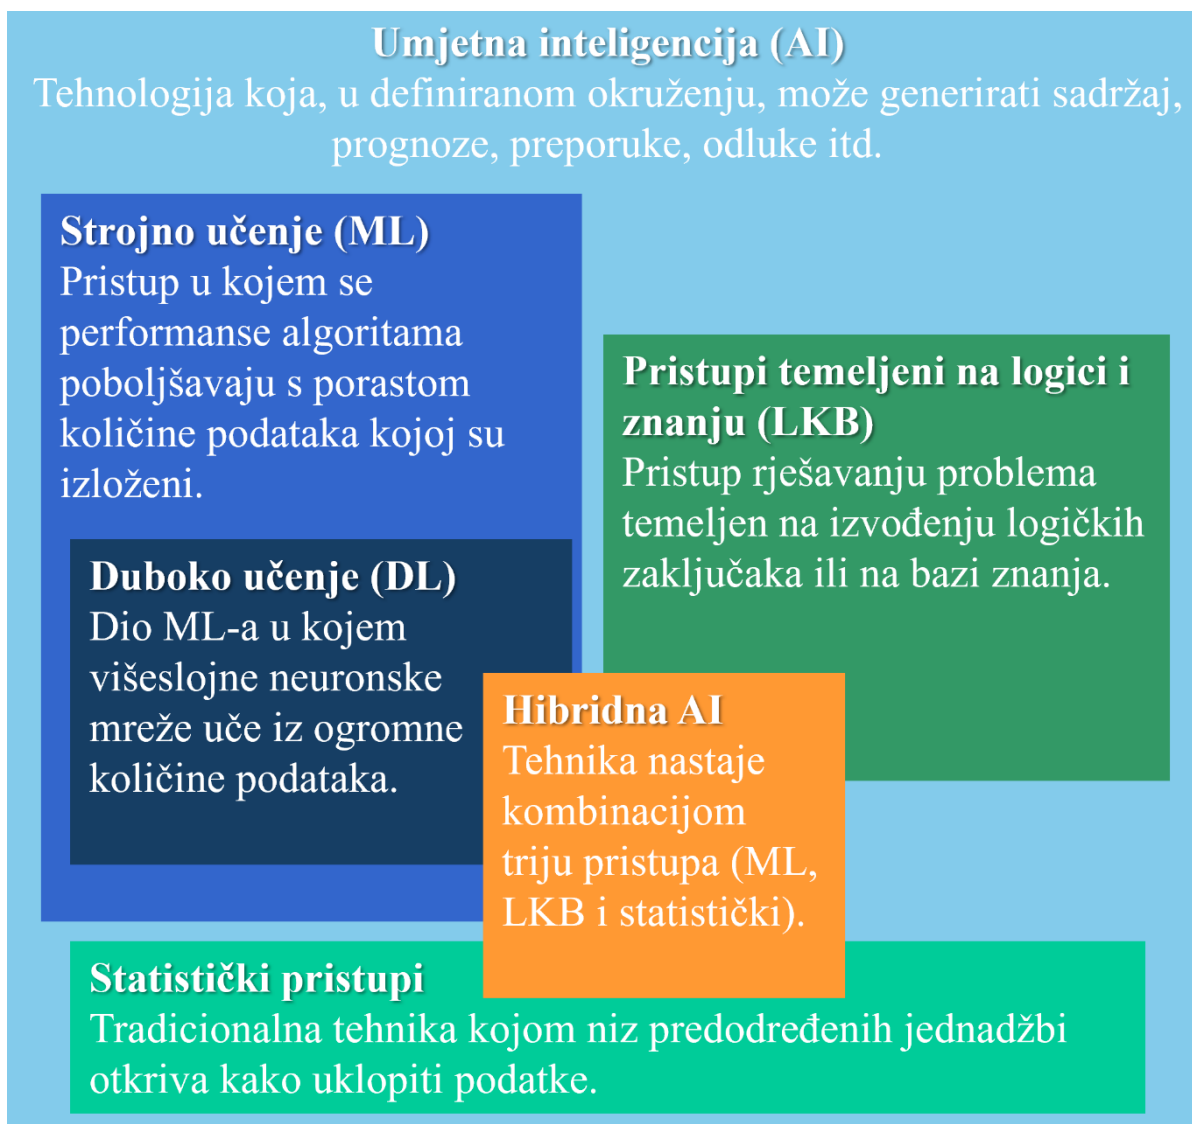 Umjetna inteligencija (AI)
Tehnologija koja, u definiranom okruženju, može generirati sadržaj,
prognoze, preporuke, odluke itd.
Strojno učenje (ML)
Pristup u kojem se
performanse algoritama
poboljšavaju s porastom
količine podataka kojoj su
izloženi.
Pristupi temeljeni na logici i
znanju (LKB)
Pristup rješavanju problema
temeljen na izvođenju logičkih
zaključaka ili na bazi znanja.
Duboko učenje (DL)
Dio ML-a u kojem
višeslojne neuronske
mreže uče iz ogromne
količine podataka.
Hibridna AI
Tehnika nastaje
kombinacijom
triju pristupa (ML,
LKB i statistički).
Statistički pristupi
Tradicionalna tehnika kojom niz predodređenih jednadžbi
otkriva kako uklopiti podatke.